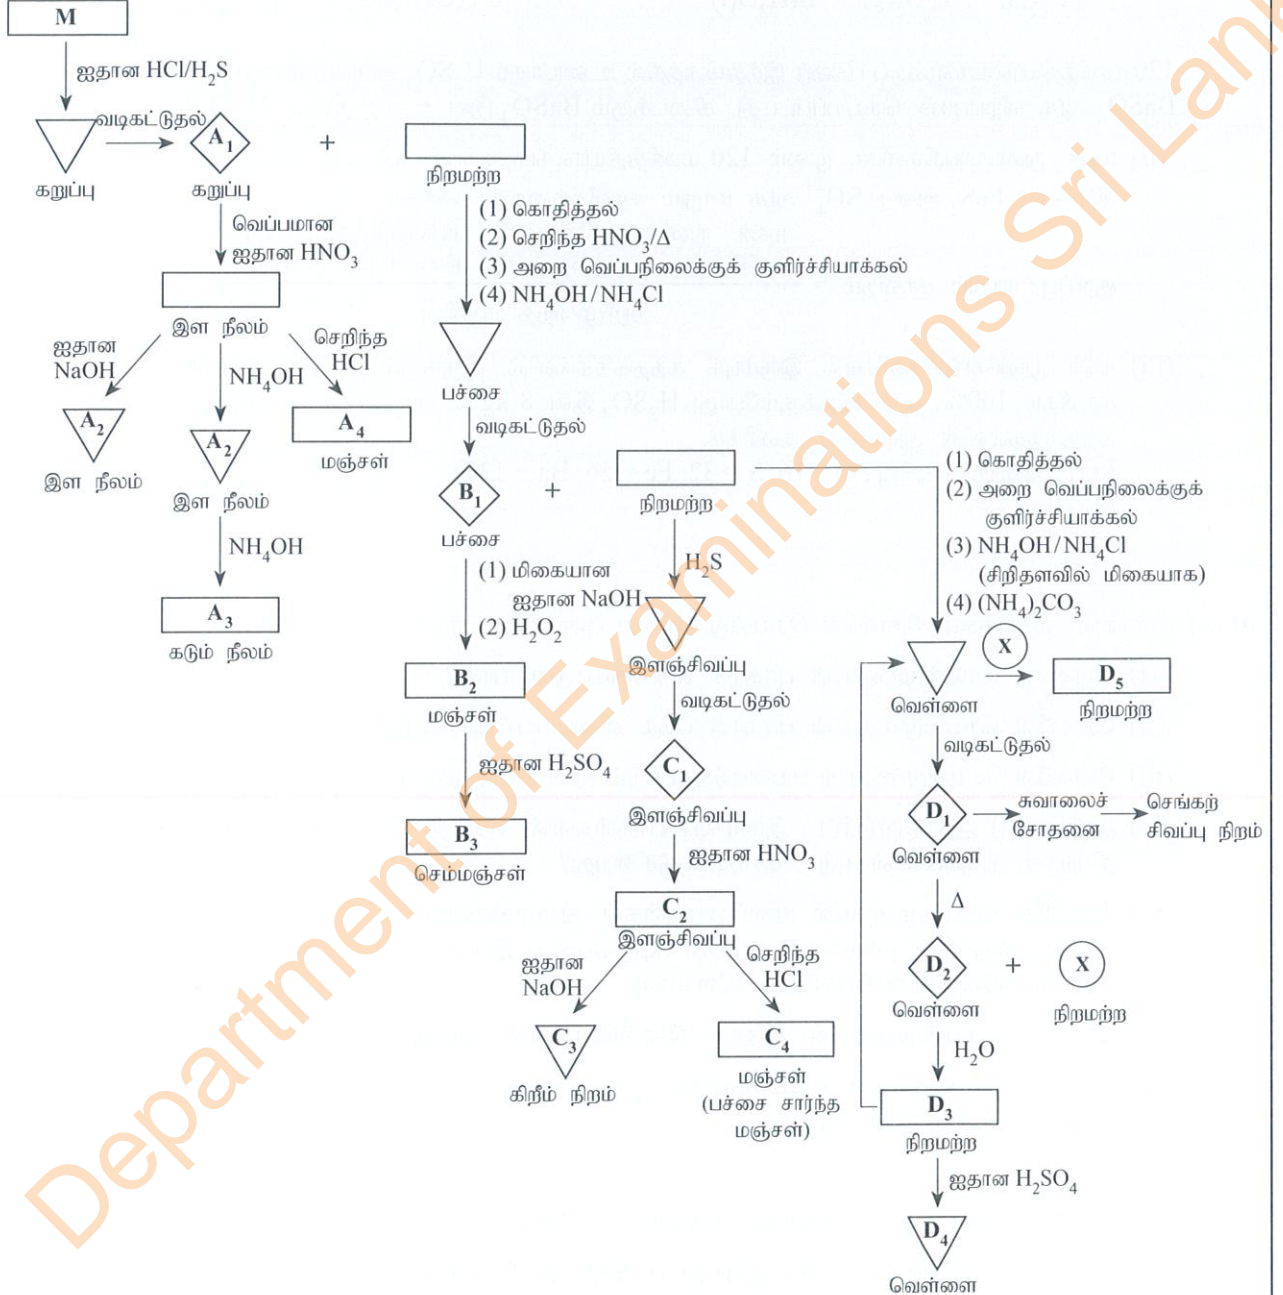 M
ஐதான HCl/H₂S
கறுப்பு
வடிகட்டுதல்
A₁
கறுப்பு
+
நிறமற்ற
வெப்பமான
ஐதான HNO₃
இள நீலம்
ஐதான
NaOH
A₂
இள நீலம்
NH₄OH
A₂
இள நீலம்
NH₄OH
A₃
கடும் நீலம்
செறிந்த
HCl
A₄
மஞ்சள்
(1) கொதித்தல்
(2) செறிந்த HNO₃/Δ
(3) அறை வெப்பநிலைக்குக் குளிர்ச்சியாக்கல்
(4) NH₄OH/NH₄Cl
பச்சை
வடிகட்டுதல்
B₁
பச்சை
+
நிறமற்ற
(1) மிகையான
ஐதான NaOH
(2) H₂O₂
B₂
மஞ்சள்
ஐதான H₂SO₄
B₃
செம்மஞ்சள்
H₂S
இளஞ்சிவப்பு
வடிகட்டுதல்
C₁
இளஞ்சிவப்பு
ஐதான HNO₃
C₂
இளஞ்சிவப்பு
ஐதான
NaOH
C₃
கிறீம் நிறம்
செறிந்த
HCl
C₄
மஞ்சள்
(பச்சை சார்ந்த
மஞ்சள்)
(1) கொதித்தல்
(2) அறை வெப்பநிலைக்குக்
குளிர்ச்சியாக்கல்
(3) NH₄OH/NH₄Cl
(சிறிதளவில் மிகையாக)
(4) (NH₄)₂CO₃
வெள்ளை
X
D₅
நிறமற்ற
வடிகட்டுதல்
D₁
வெள்ளை
சுவாலைச்
சோதனை
செங்கற்
சிவப்பு நிறம்
Δ
D₂
வெள்ளை
+
X
நிறமற்ற
H₂O
D₃
நிறமற்ற
ஐதான H₂SO₄
D₄
வெள்ளை
Department of Examinations Sri Lank